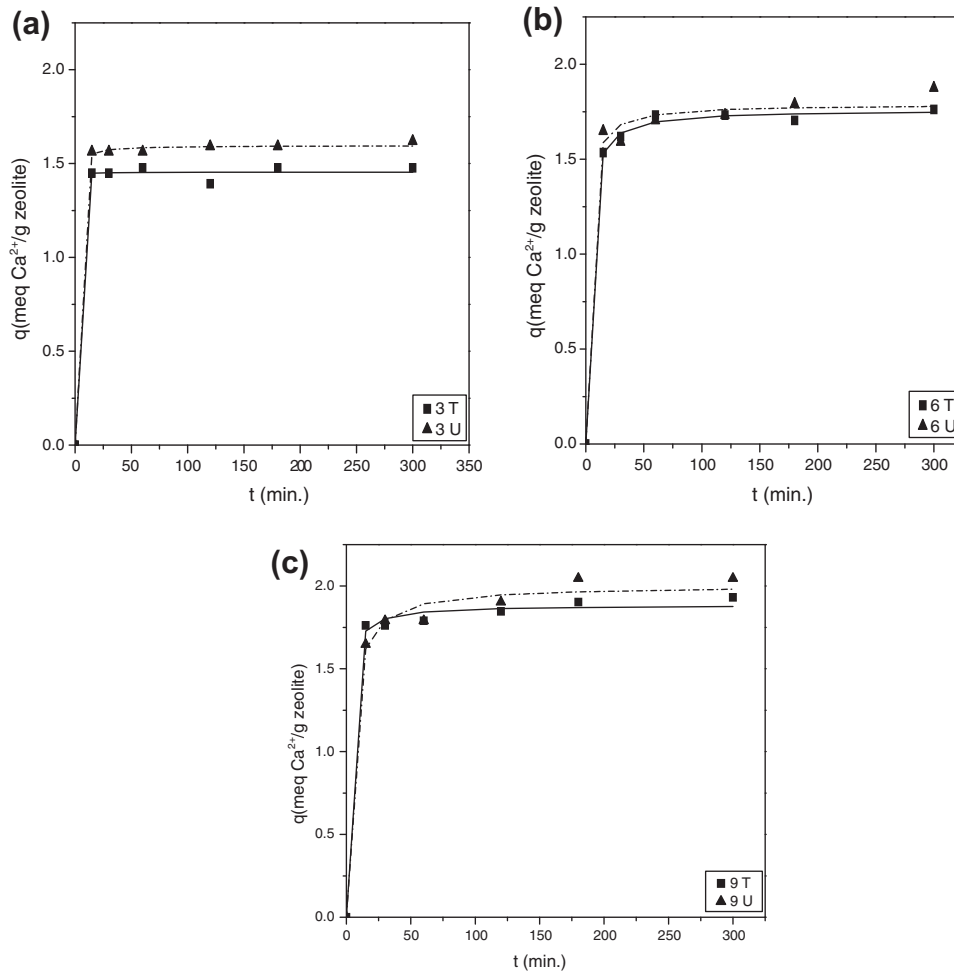 (a)
2.0
1.5
1.0
0.5
0.0
q(meq Ca²⁺/g zeolite)
0 50 100 150 200 250 300 350
t (min.)
3 T
3 U
(b)
2.0
1.5
1.0
0.5
0.0
q(meq Ca²⁺/g zeolite)
0 50 100 150 200 250 300
t (min.)
6 T
6 U
(c)
2.0
1.5
1.0
0.5
0.0
q(meq Ca²⁺/g zeolite)
0 50 100 150 200 250 300
t (min.)
9 T
9 U